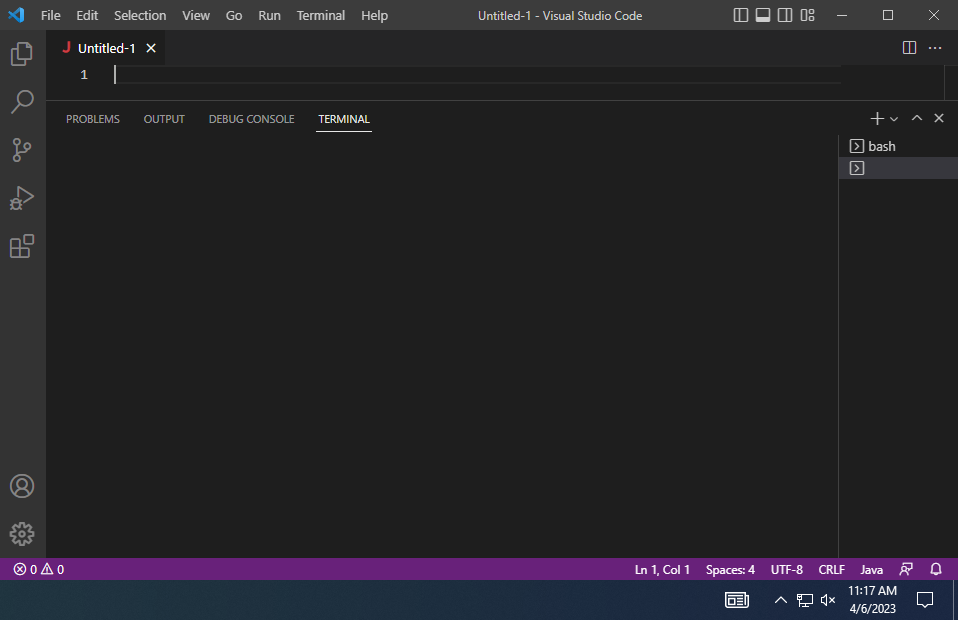 File Edit Selection View Go Run Terminal Help Untitled-1 - Visual Studio Code
J Untitled-1
1
PROBLEMS OUTPUT DEBUG CONSOLE TERMINAL
bash
0 0 Ln 1, Col 1 Spaces: 4 UTF-8 CRLF Java
11:17 AM
4/6/2023